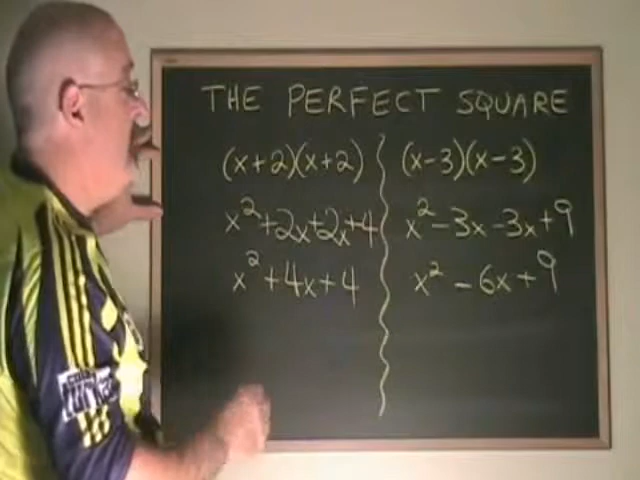 THE PERFECT SQUARE
(x+2)(x+2)
x²+2x+2x+4
x²+4x+4
(x-3)(x-3)
x²-3x-3x+9
x²-6x+9